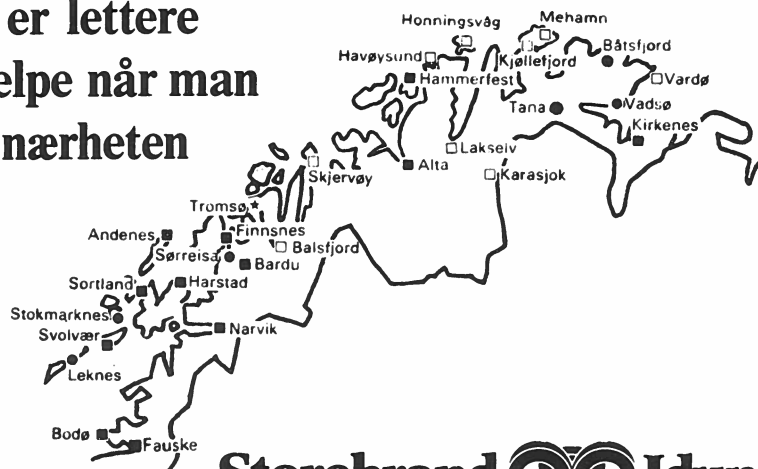 er lettere
elpe når man
nærheten
Honningsvåg
Mehamn
Havøysund
Kjøllefjord
Båtsfjord
Hammerfest
Vardø
Tana
Vadsø
Kirkenes
Lakselv
Alta
Skjervøy
Karasjok
Tromsø
Finnsnes
Andenes
Balsfjord
Sørreisa
Bardu
Sortland
Harstad
Stokmarknes
Svolvær
Narvik
Leknes
Bodø
Fauske
Storebrand Idun